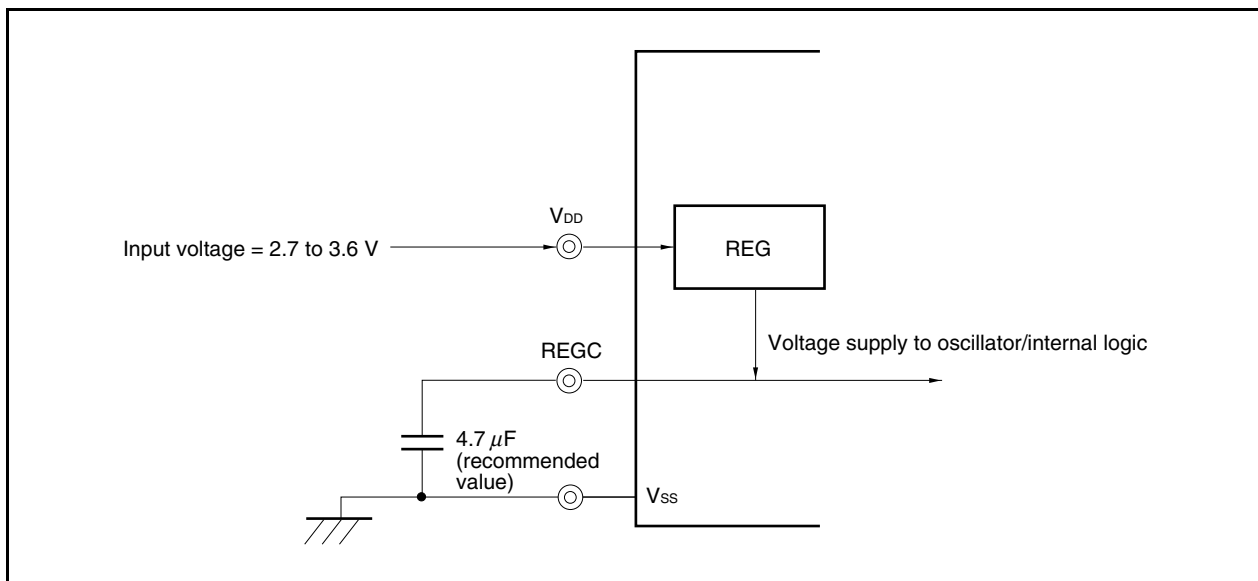 VDD
Input voltage = 2.7 to 3.6 V
REG
REGC
Voltage supply to oscillator/internal logic
4.7 μF
(recommended
value)
VSS